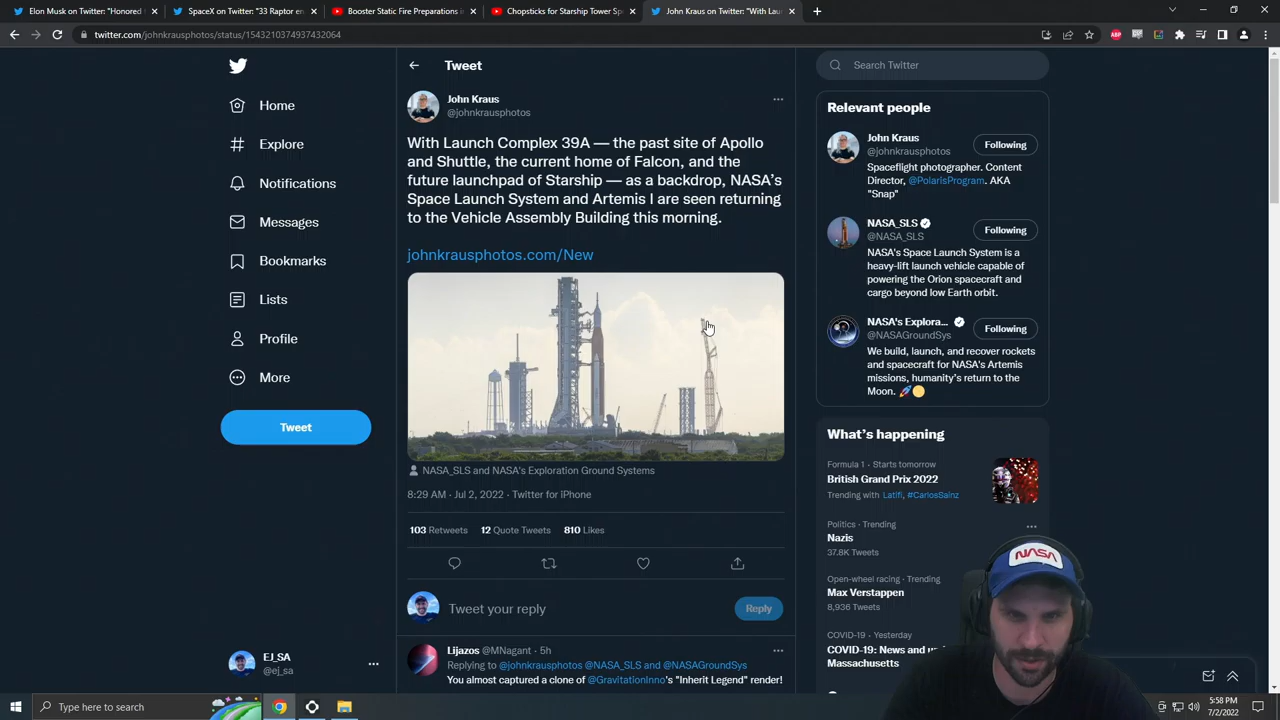 Elon Musk on Twitter: "Honored
SpaceX on Twitter: "33 Raptor en
Booster Static Fire Preparations i
Chopsticks for Starship Tower Sp
John Kraus on Twitter: "With Lau
twitter.com/johnkrausphotos/status/1543210374937432064
Tweet
Search Twitter
Home
Explore
Notifications
Messages
Bookmarks
Lists
Profile
More
Tweet
EJ_SA
@ej_sa
John Kraus
@johnkrausphotos
With Launch Complex 39A — the past site of Apollo
and Shuttle, the current home of Falcon, and the
future launchpad of Starship — as a backdrop, NASA's
Space Launch System and Artemis I are seen returning
to the Vehicle Assembly Building this morning.
johnkrausphotos.com/New
NASA_SLS and NASA's Exploration Ground Systems
8:29 AM · Jul 2, 2022 · Twitter for iPhone
103 Retweets 12 Quote Tweets 810 Likes
Tweet your reply
Reply
Lijazos @MNagant · 5h
Replying to @johnkrausphotos @NASA_SLS and @NASAGroundSys
You almost captured a clone of @GravitationInno's "Inherit Legend" render!
Relevant people
John Kraus
@johnkrausphotos
Following
Spaceflight photographer. Content
Director, @PolarisProgram. AKA
"Snap"
NASA_SLS
@NASA_SLS
Following
NASA's Space Launch System is a
heavy-lift launch vehicle capable of
powering the Orion spacecraft and
cargo beyond low Earth orbit.
NASA's Explora...
@NASAGroundSys
Following
We build, launch, and recover rockets
and spacecraft for NASA's Artemis
missions, humanity's return to the
Moon.
What's happening
Formula 1 · Starts tomorrow
British Grand Prix 2022
Trending with Latifi, #CarlosSainz
Politics · Trending
Nazis
37.8K Tweets
Open-wheel racing · Trending
Max Verstappen
8,936 Tweets
COVID-19 · Yesterday
COVID-19: News and up
Massachusetts
NASA
Type here to search
5:58 PM
7/2/2022